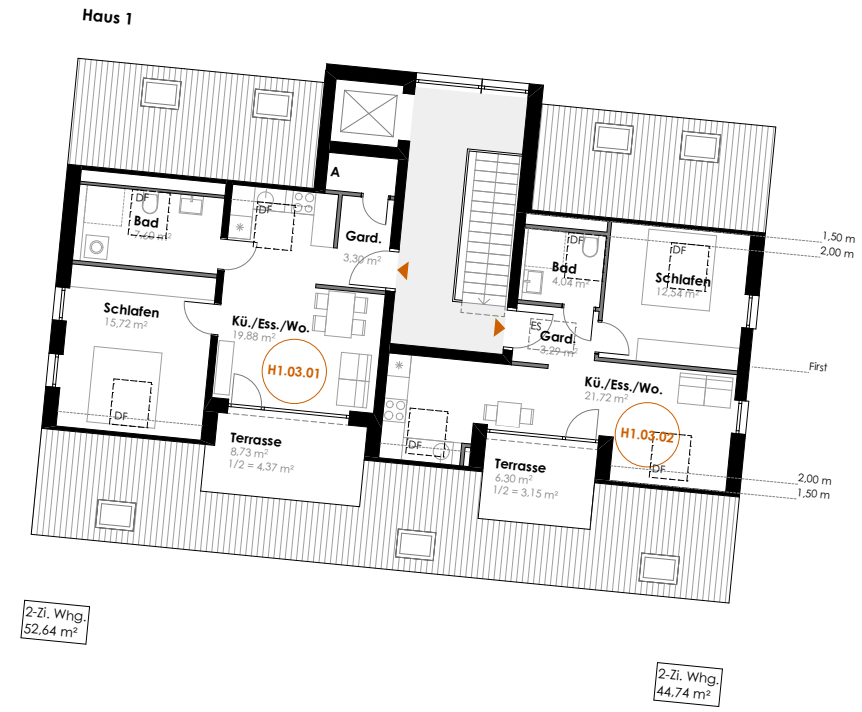 Haus 1
A
DF
Bad
7,60 m²
DF
Gard.
3,30 m²
DF
Bad
4,04 m²
DF
Schlafen
12,54 m²
1,50 m
2,00 m
Schlafen
15,72 m²
Kü./Ess./Wo.
19,88 m²
H1.03.01
ES
Gard.
3,29 m²
First
Kü./Ess./Wo.
21,72 m²
H1.03.02
DF
DF
DF
Terrasse
8,73 m²
1/2 = 4,37 m²
Terrasse
6,30 m²
1/2 = 3,15 m²
2,00 m
1,50 m
2-Zi. Whg.
52,64 m²
2-Zi. Whg.
44,74 m²